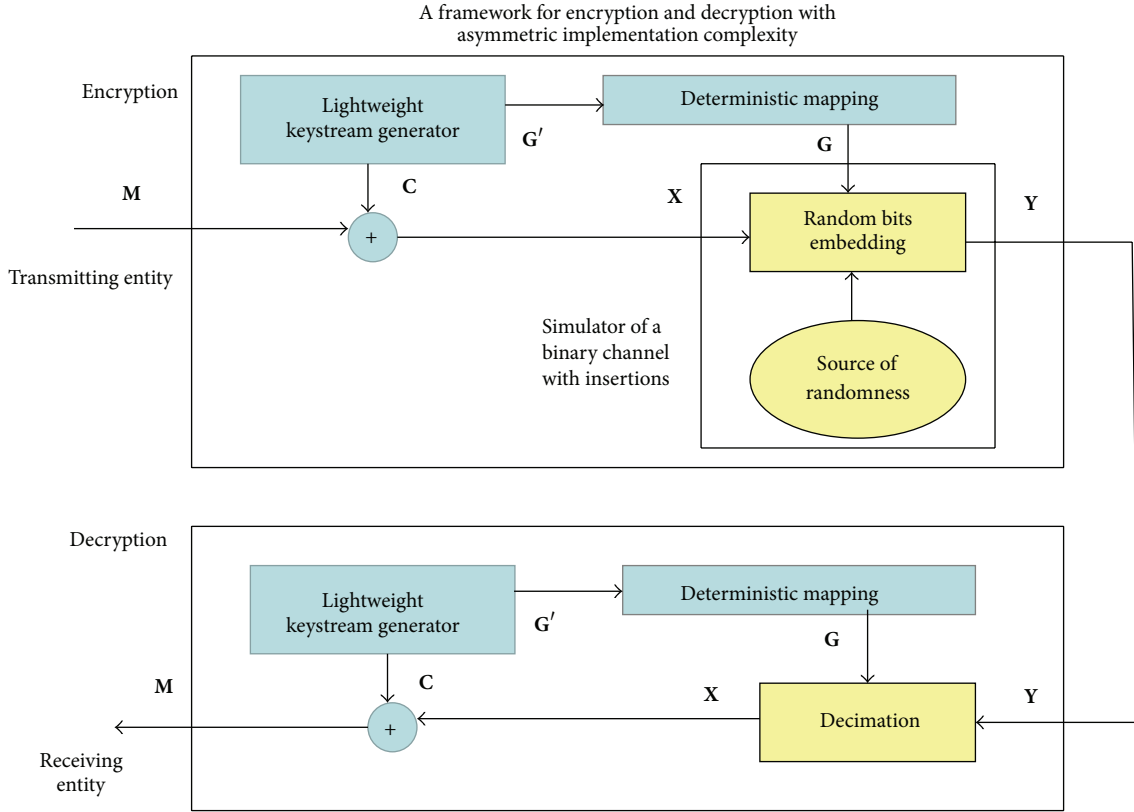 A framework for encryption and decryption with
asymmetric implementation complexity
Encryption
Lightweight
keystream generator
G′
Deterministic mapping
G
C
M
+
X
Random bits
embedding
Y
Transmitting entity
Simulator of a
binary channel
with insertions
Source of
randomness
Decryption
Lightweight
keystream generator
G′
Deterministic mapping
G
C
M
+
X
Decimation
Y
Receiving
entity